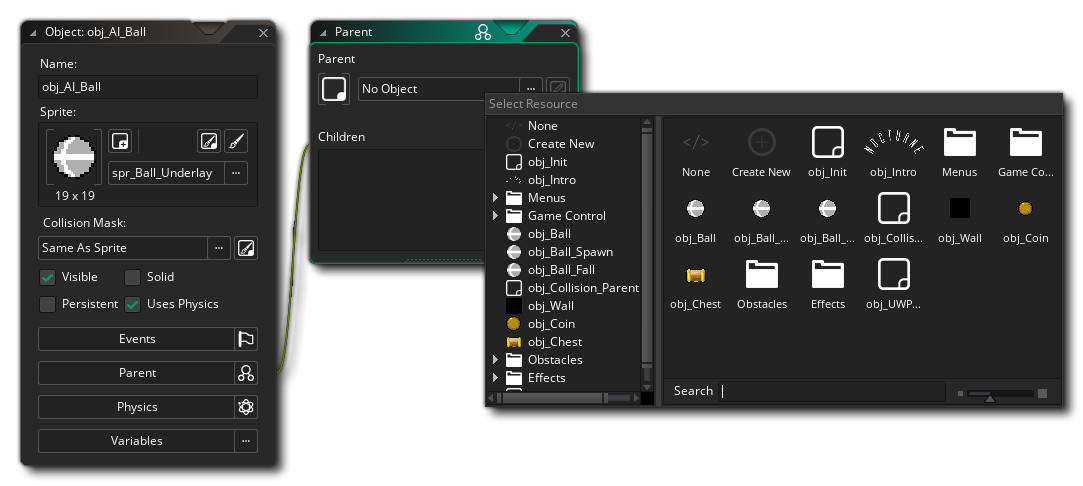 Object: obj_AI_Ball
Name:
obj_AI_Ball
Sprite:
spr_Ball_Underlay
...
19 x 19
Collision Mask:
Same As Sprite
...
Visible
Solid
Persistent
Uses Physics
Events
Parent
Physics
Variables
...
Parent
Parent
No Object
...
Children
Select Resource
</> None
Create New
obj_Init
obj_Intro
Menus
Game Control
obj_Ball
obj_Ball_Spawn
obj_Ball_Fall
obj_Collision_Parent
obj_Wall
obj_Coin
obj_Chest
Obstacles
Effects
</>
NOCTURNE
None
Create New
obj_Init
obj_Intro
Menus
Game Co...
obj_Ball
obj_Ball_...
obj_Ball_...
obj_Collis...
obj_Wall
obj_Coin
obj_Chest
Obstacles
Effects
obj_UWP...
Search